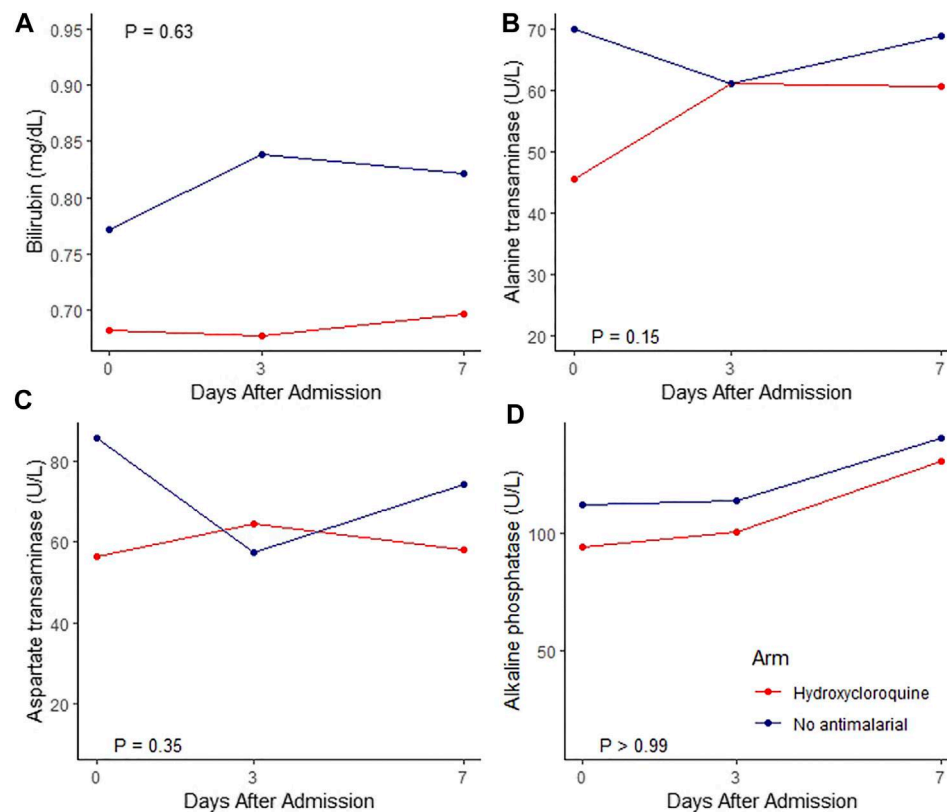 A
P = 0.63
0.95
0.90
0.85
0.80
0.75
0.70
Bilirubin (mg/dL)
0
3
7
Days After Admission
B
70
60
50
40
30
20
Alanine transaminase (U/L)
P = 0.15
0
3
7
Days After Admission
C
80
60
40
20
Aspartate transaminase (U/L)
P = 0.35
0
3
7
Days After Admission
D
100
50
Alkaline phosphatase (U/L)
Arm
Hydroxycloroquine
No antimalarial
P > 0.99
0
3
7
Days After Admission